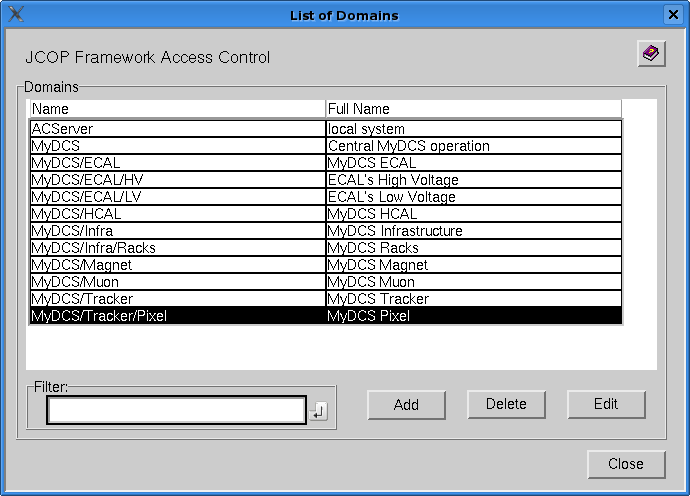 List of Domains
JCOP Framework Access Control
Domains
Name Full Name
ACServer local system
MyDCS Central MyDCS operation
MyDCS/ECAL MyDCS ECAL
MyDCS/ECAL/HV ECAL's High Voltage
MyDCS/ECAL/LV ECAL's Low Voltage
MyDCS/HCAL MyDCS HCAL
MyDCS/Infra MyDCS Infrastructure
MyDCS/Infra/Racks MyDCS Racks
MyDCS/Magnet MyDCS Magnet
MyDCS/Muon MyDCS Muon
MyDCS/Tracker MyDCS Tracker
MyDCS/Tracker/Pixel MyDCS Pixel
Filter:
Add Delete Edit
Close